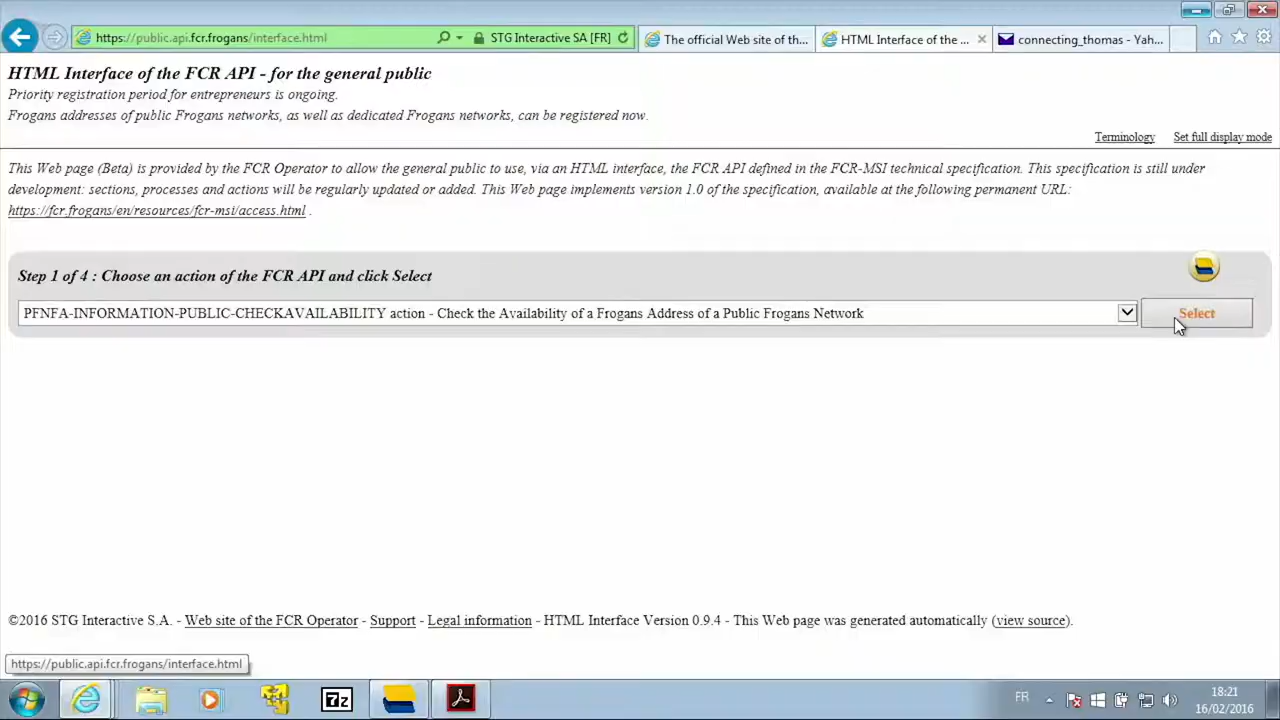 https://public.api.fcr.frogans/interface.html
STG Interactive SA [FR]
The official Web site of th...
HTML Interface of the ...
connecting_thomas - Yah...
HTML Interface of the FCR API - for the general public
Priority registration period for entrepreneurs is ongoing.
Frogans addresses of public Frogans networks, as well as dedicated Frogans networks, can be registered now.
Terminology Set full display mode
This Web page (Beta) is provided by the FCR Operator to allow the general public to use, via an HTML interface, the FCR API defined in the FCR-MSI technical specification. This specification is still under
development: sections, processes and actions will be regularly updated or added. This Web page implements version 1.0 of the specification, available at the following permanent URL:
https://fcr.frogans/en/resources/fcr-msi/access.html .
Step 1 of 4 : Choose an action of the FCR API and click Select
PFNFA-INFORMATION-PUBLIC-CHECKAVAILABILITY action - Check the Availability of a Frogans Address of a Public Frogans Network
Select
©2016 STG Interactive S.A. - Web site of the FCR Operator - Support - Legal information - HTML Interface Version 0.9.4 - This Web page was generated automatically (view source).
https://public.api.fcr.frogans/interface.html
7z
FR
18:21
16/02/2016